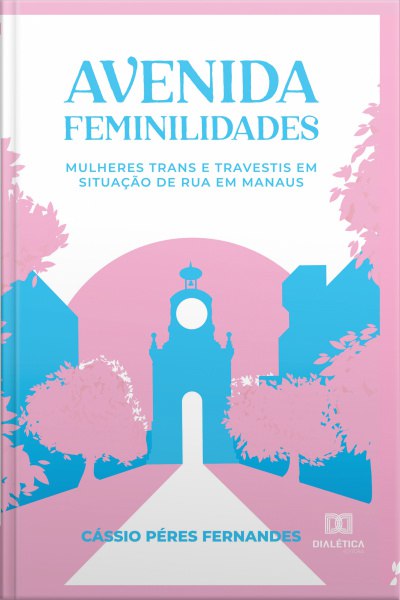 AVENIDA
FEMINILIDADES
MULHERES TRANS E TRAVESTIS EM
SITUAÇÃO DE RUA EM MANAUS
CÁSSIO PÉRES FERNANDES
DIALÉTICA